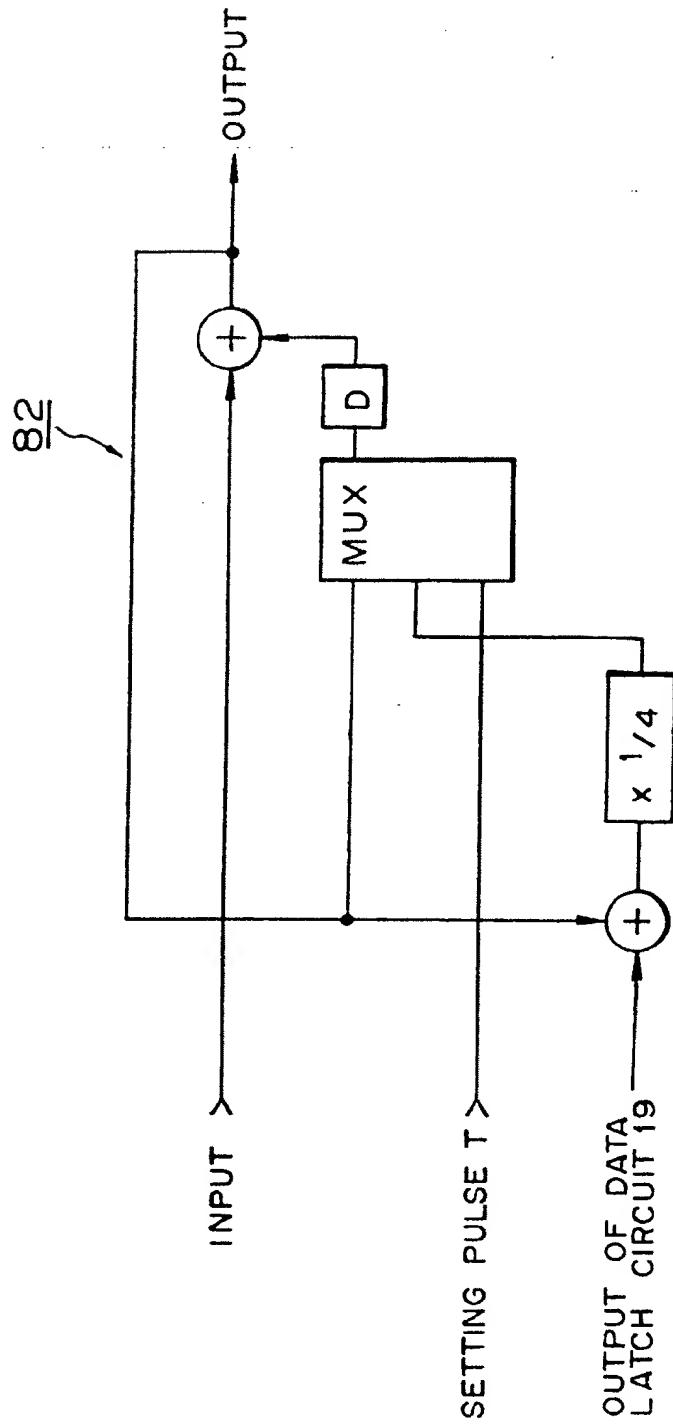 82
OUTPUT
+
D
MUX
x 1/4
+
INPUT
SETTING PULSE T
OUTPUT OF DATA
LATCH CIRCUIT 19